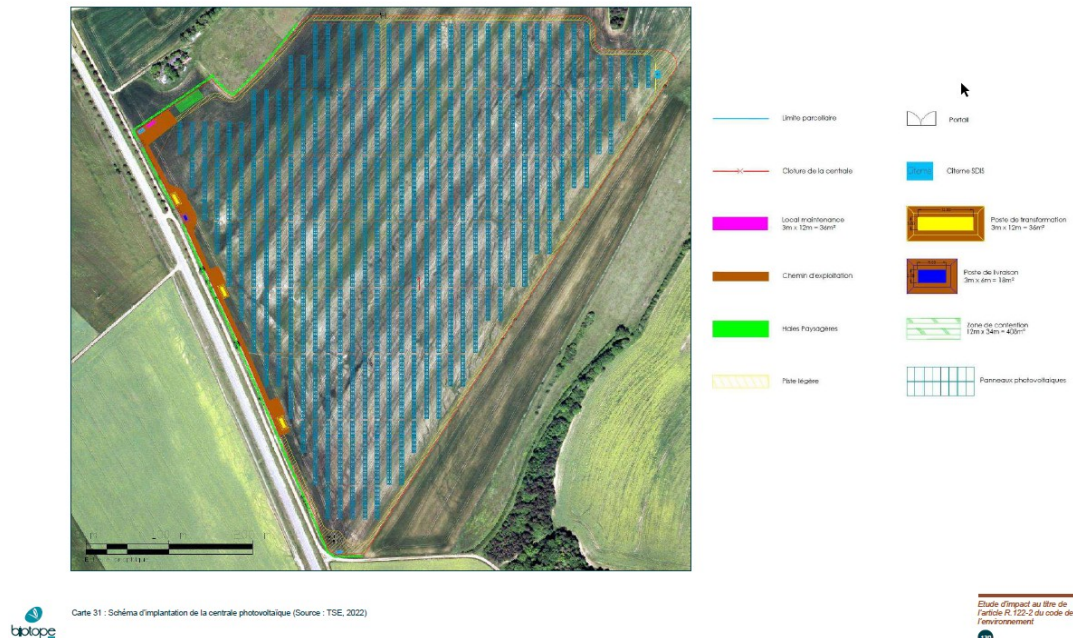 Limite parcellaire
Portail
Cloture de la centrale
Citerne
Citerne SDIS
Local maintenance
3m x 12m = 36m²
Poste de transformation
3m x 12m = 36m²
Chemin d'exploitation
Poste de livraison
3m x 6m = 18m²
Haies Paysagères
Zone de contention
12m x 34m = 408m²
Piste légère
Panneaux photovoltaïques
biotope
Carte 31 : Schéma d'implantation de la centrale photovoltaïque (Source : TSE, 2022)
Etude d'impact au titre de
l'article R.122-2 du code de
l'environnement